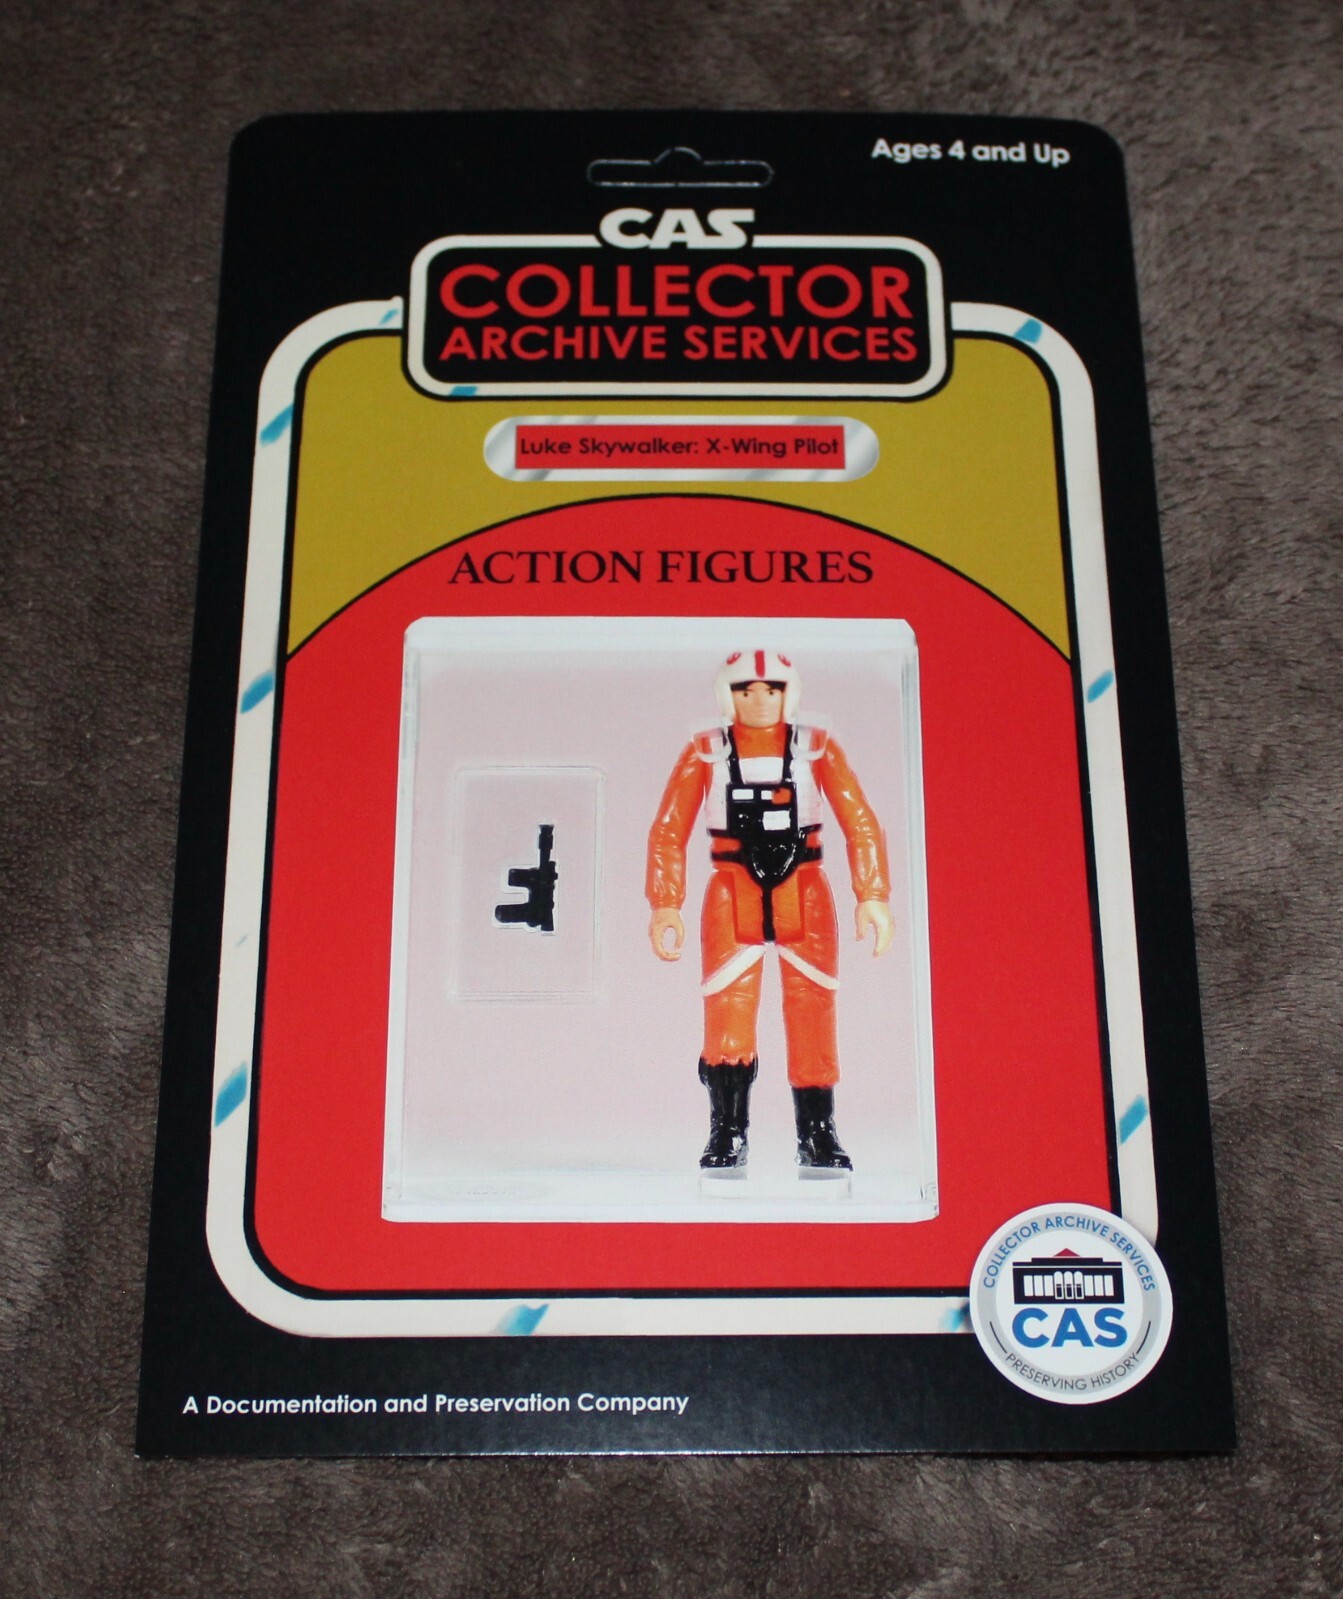 Ages 4 and Up
CAS
COLLECTOR
ARCHIVE SERVICES
Luke Skywalker: X-Wing Pilot
ACTION FIGURES
COLLECTOR ARCHIVE SERVICES
CAS
PRESERVING HISTORY
A Documentation and Preservation Company